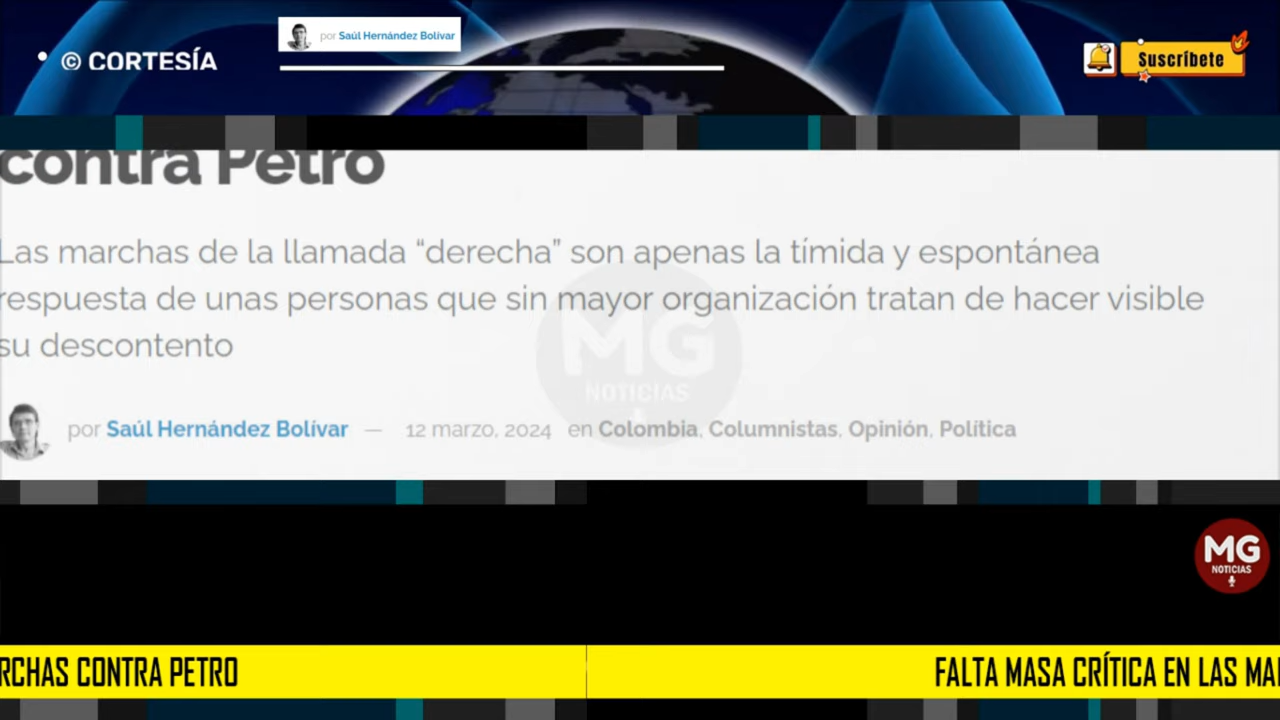 © CORTESÍA
por Saúl Hernández Bolívar
Suscríbete
contra Petro
Las marchas de la llamada “derecha” son apenas la tímida y espontánea
respuesta de unas personas que sin mayor organización tratan de hacer visible
su descontento
MG
NOTICIAS
por Saúl Hernández Bolívar — 12 marzo, 2024 en Colombia, Columnistas, Opinión, Política
MG
NOTICIAS
RCHAS CONTRA PETRO
FALTA MASA CRÍTICA EN LAS MA